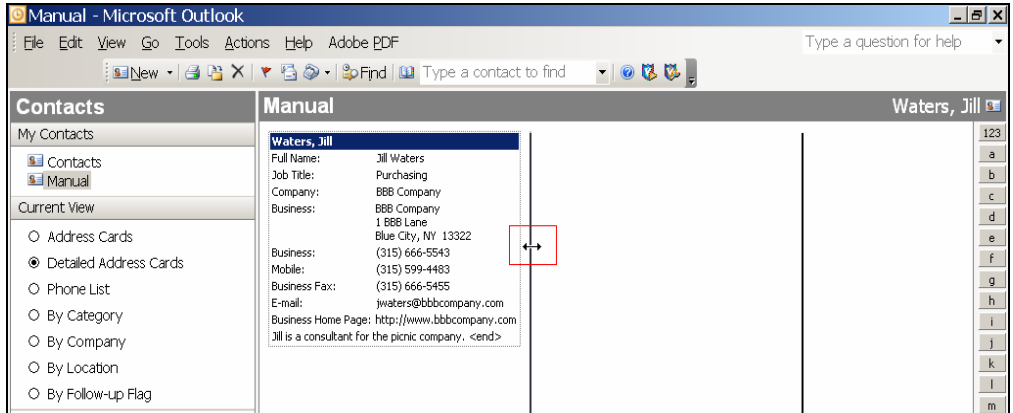 Manual - Microsoft Outlook
File Edit View Go Tools Actions Help Adobe PDF Type a question for help
New Find Type a contact to find
Contacts Manual Waters, Jill
My Contacts
Contacts
Manual
Current View
Address Cards
Detailed Address Cards
Phone List
By Category
By Company
By Location
By Follow-up Flag
Waters, Jill
Full Name: Jill Waters
Job Title: Purchasing
Company: BBB Company
Business: BBB Company
1 BBB Lane
Blue City, NY 13322
Business: (315) 666-5543
Mobile: (315) 599-4483
Business Fax: (315) 666-5455
E-mail: jwaters@bbbcompany.com
Business Home Page: http://www.bbbcompany.com
Jill is a consultant for the picnic company. <end>
123
a
b
c
d
e
f
g
h
i
j
k
l
m